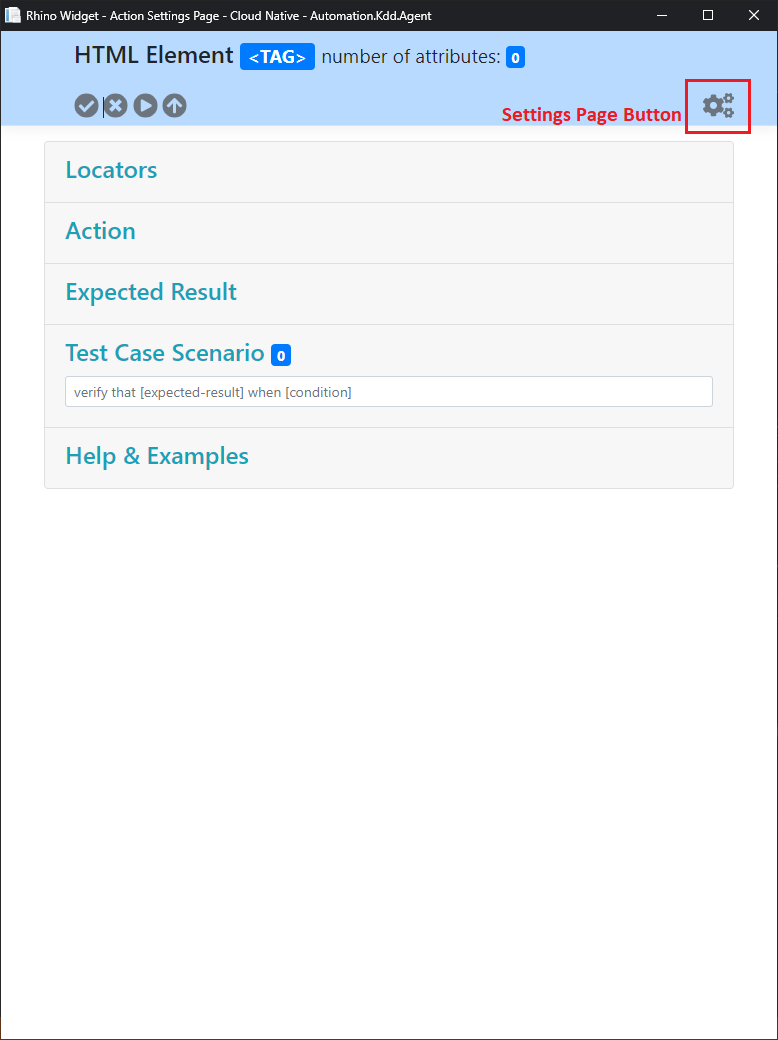 Rhino Widget - Action Settings Page - Cloud Native - Automation.Kdd.Agent
HTML Element <TAG> number of attributes: 0
Settings Page Button
Locators
Action
Expected Result
Test Case Scenario 0
verify that [expected-result] when [condition]
Help & Examples